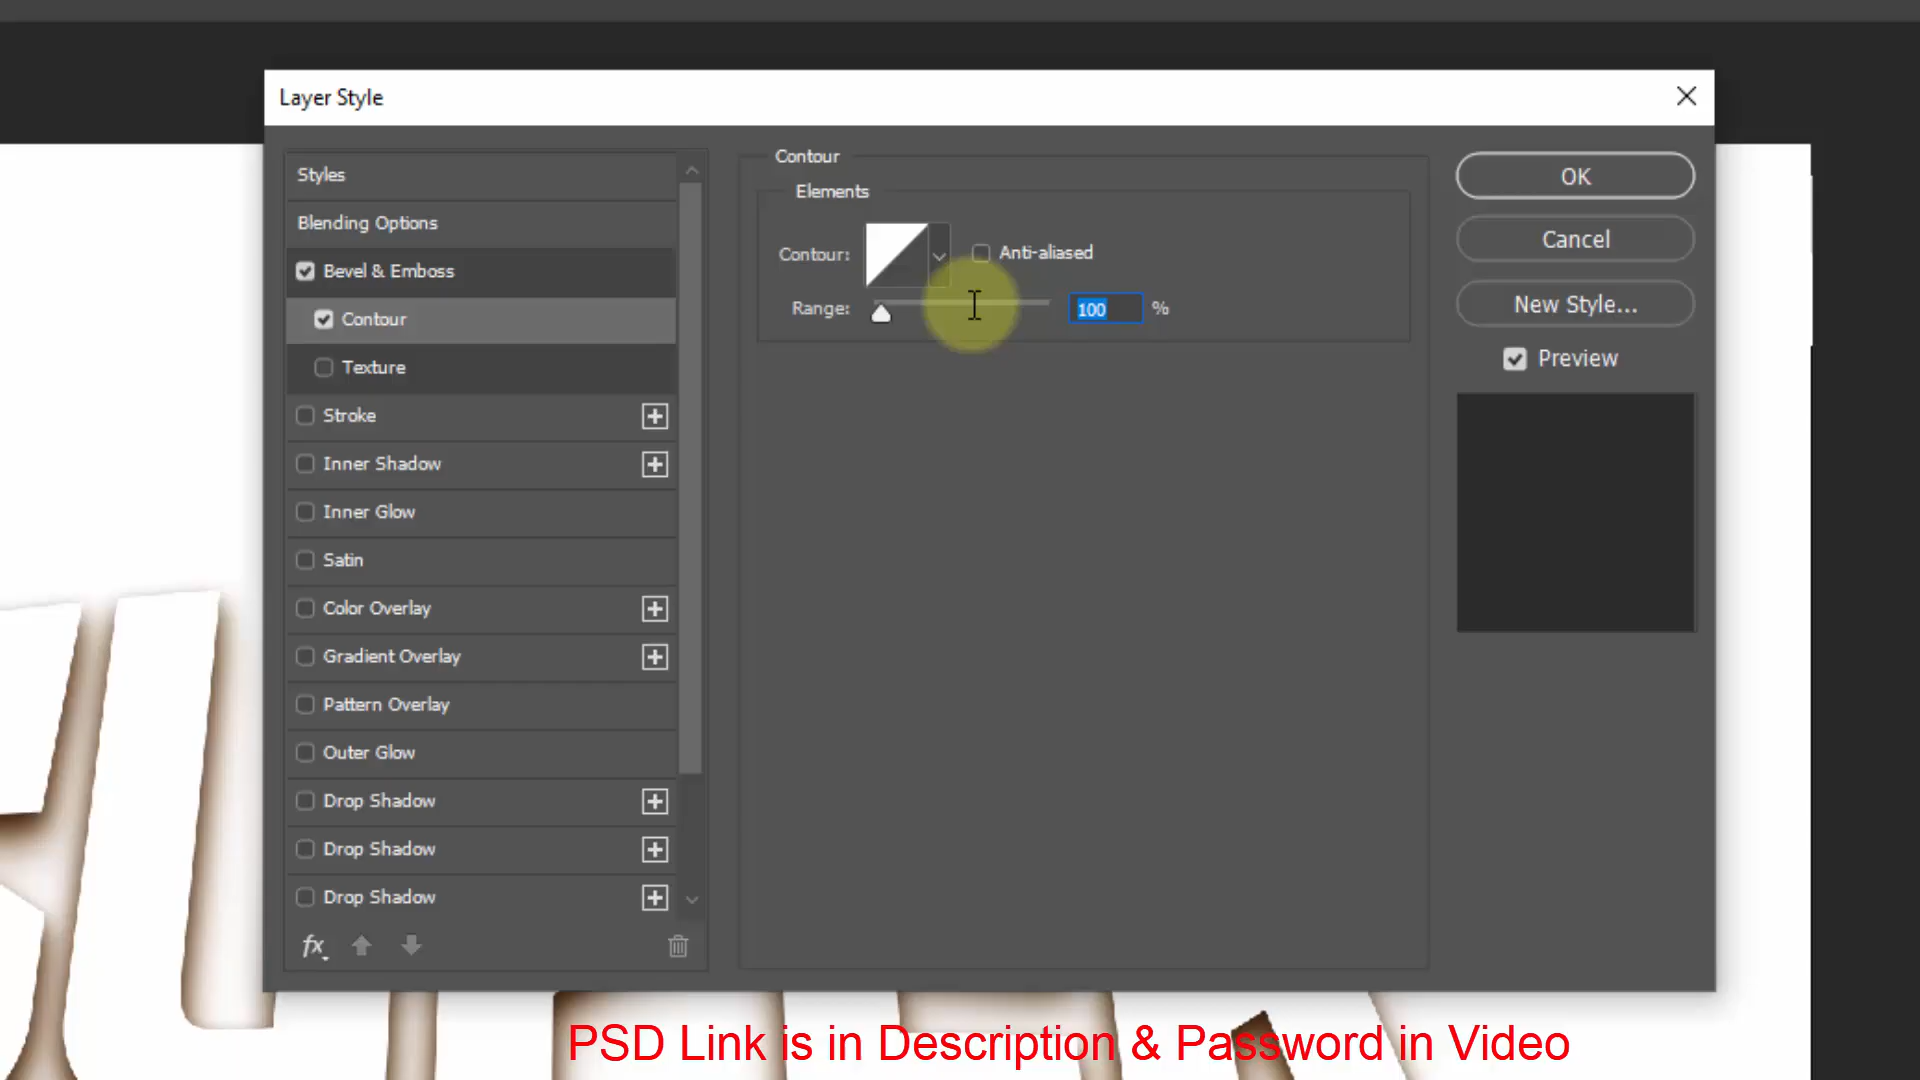 Layer Style
Styles
Blending Options
Bevel & Emboss
Contour
Texture
Stroke
Inner Shadow
Inner Glow
Satin
Color Overlay
Gradient Overlay
Pattern Overlay
Outer Glow
Drop Shadow
Drop Shadow
Drop Shadow
fx
Contour
Elements
Contour:
Anti-aliased
Range:
100 %
OK
Cancel
New Style...
Preview
PSD Link is in Description & Password in Video